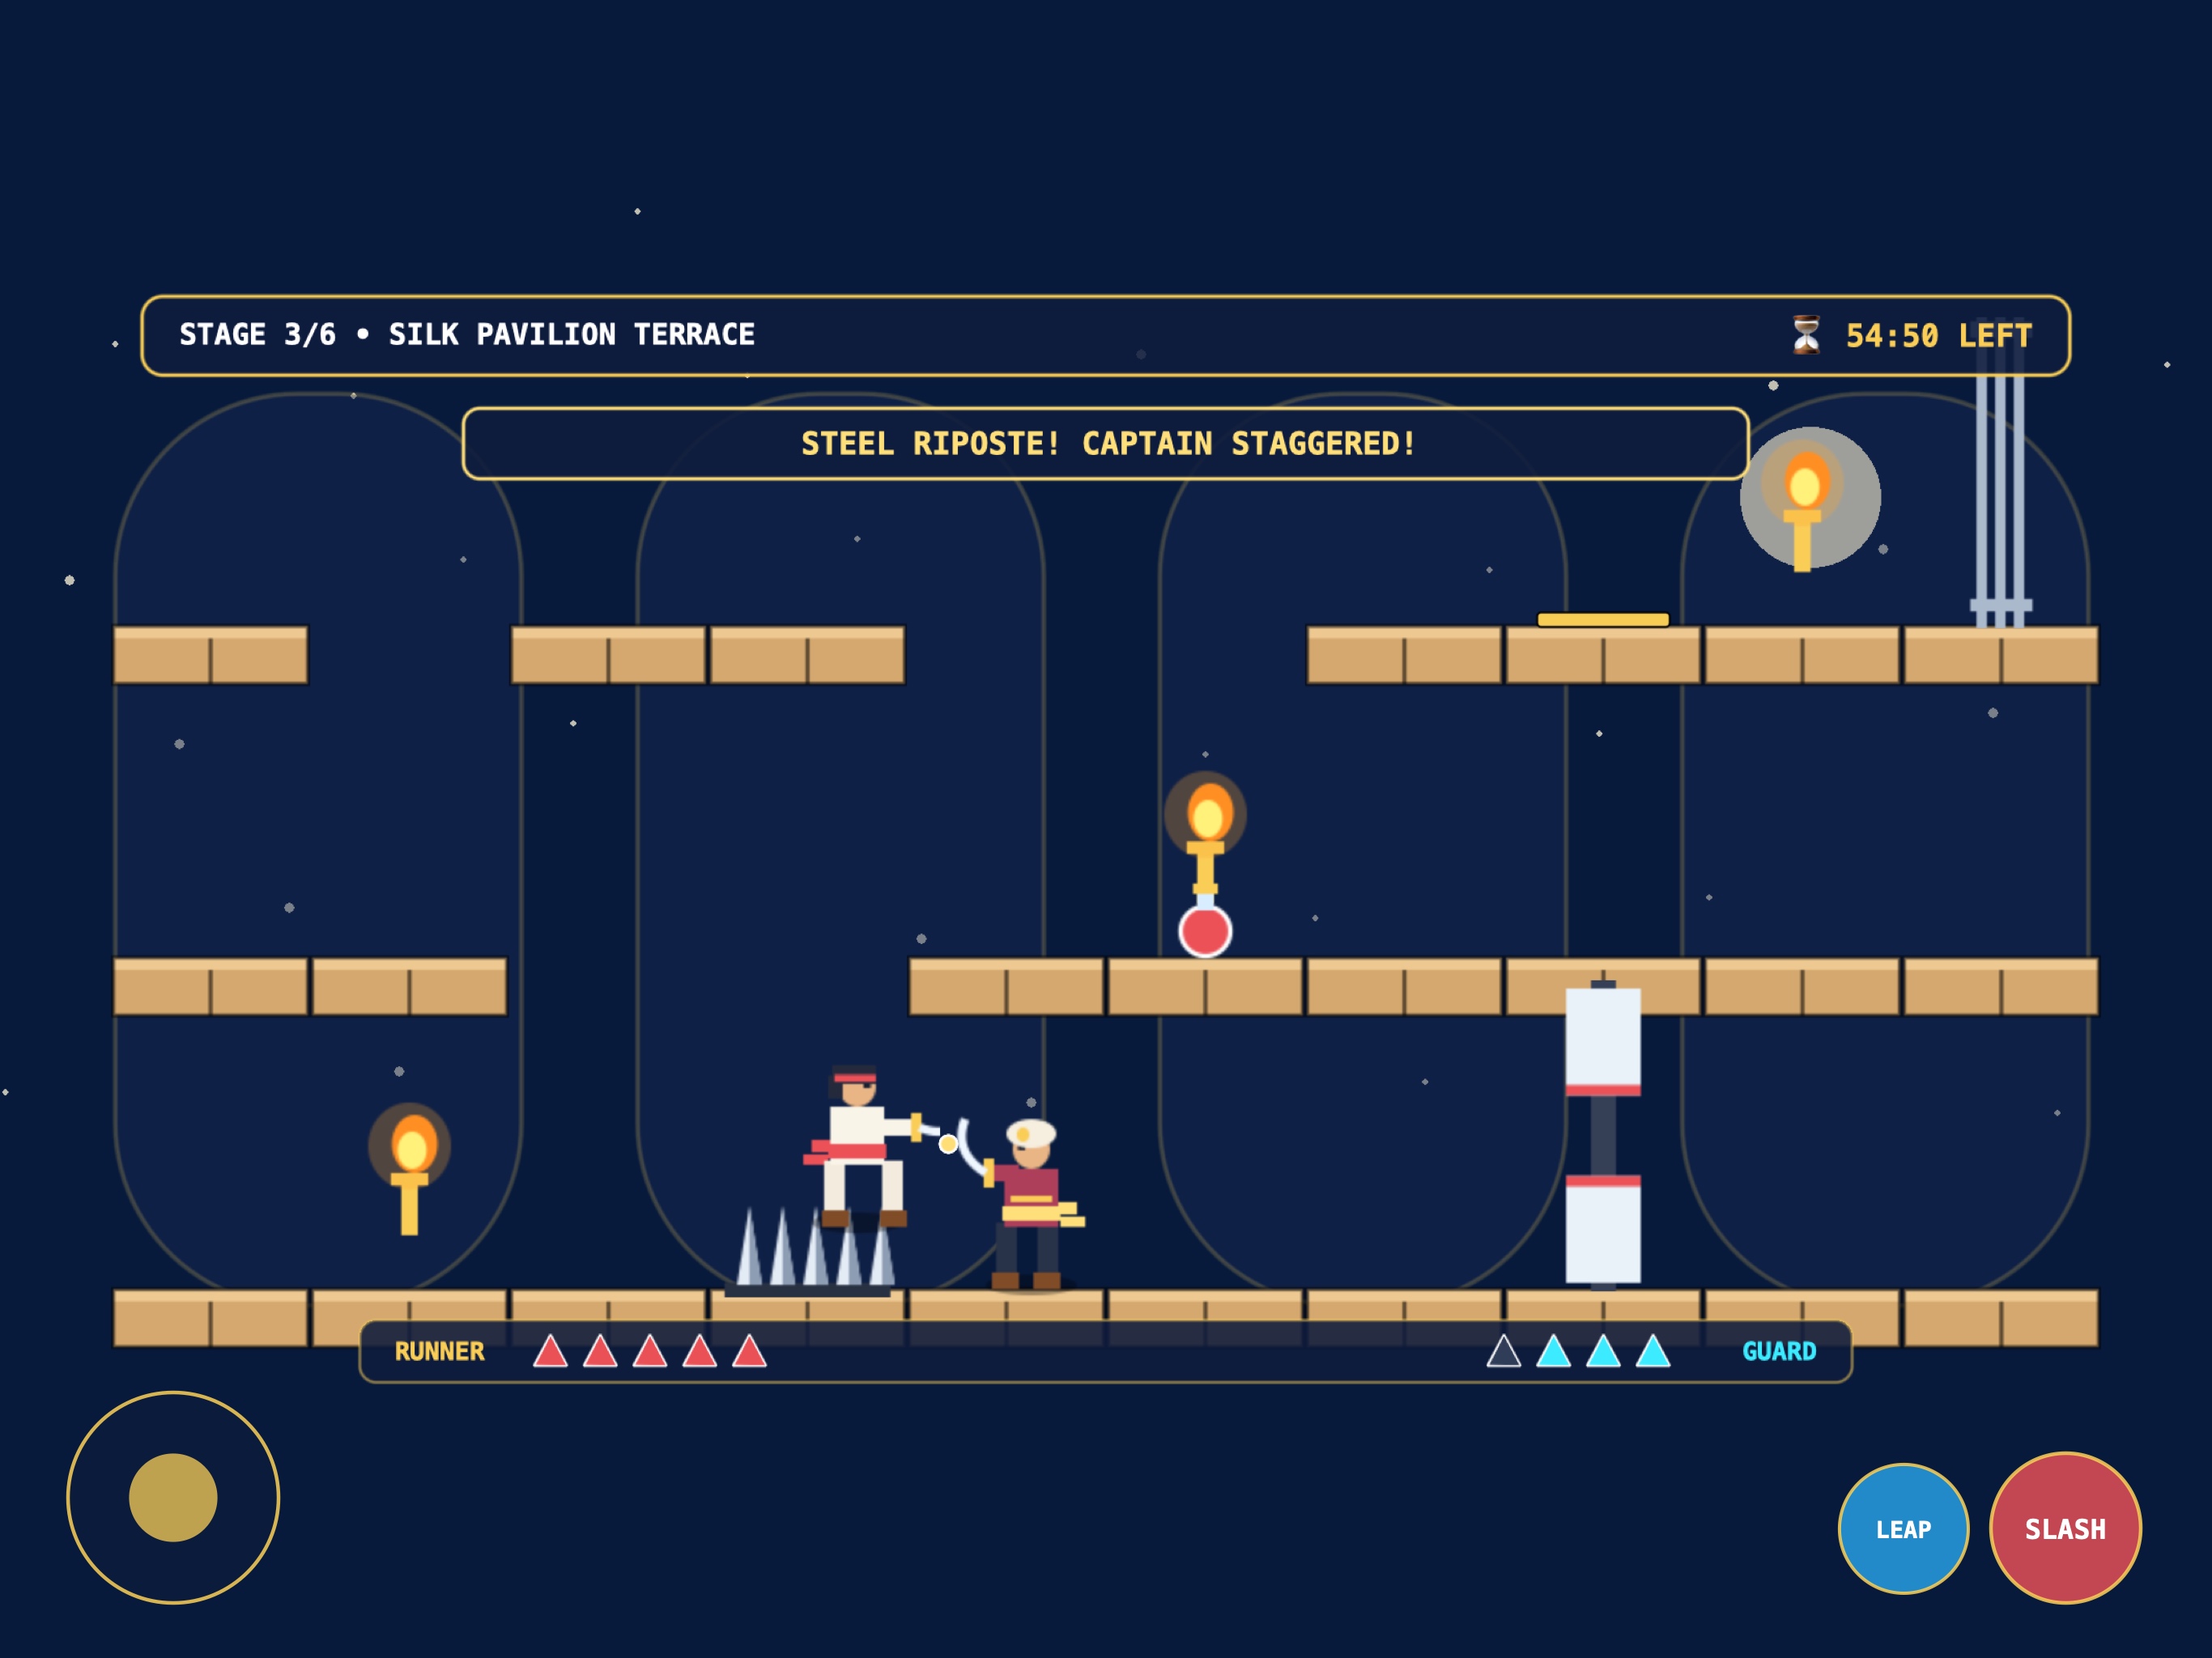 STAGE 3/6 • SILK PAVILION TERRACE
⏳ 54:50 LEFT
STEEL RIPOSTE! CAPTAIN STAGGERED!
RUNNER
GUARD
LEAP
SLASH